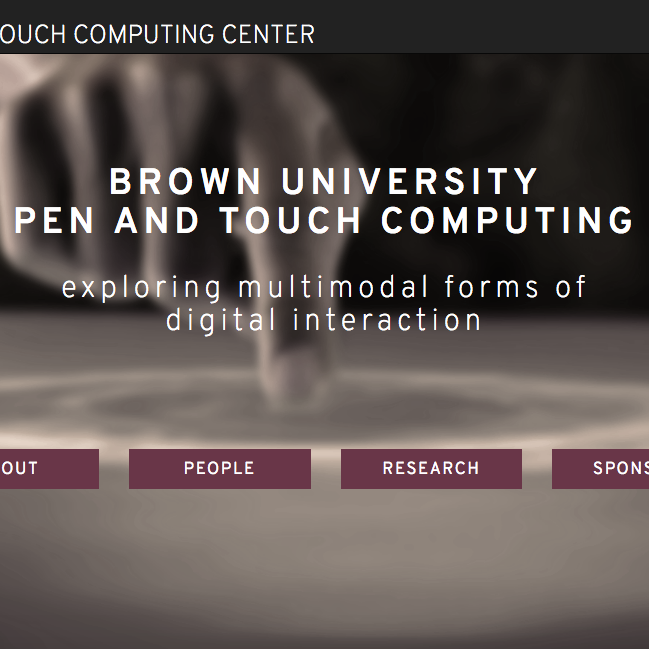 OUCH COMPUTING CENTER
BROWN UNIVERSITY
PEN AND TOUCH COMPUTING
exploring multimodal forms of
digital interaction
OUT PEOPLE RESEARCH SPONS